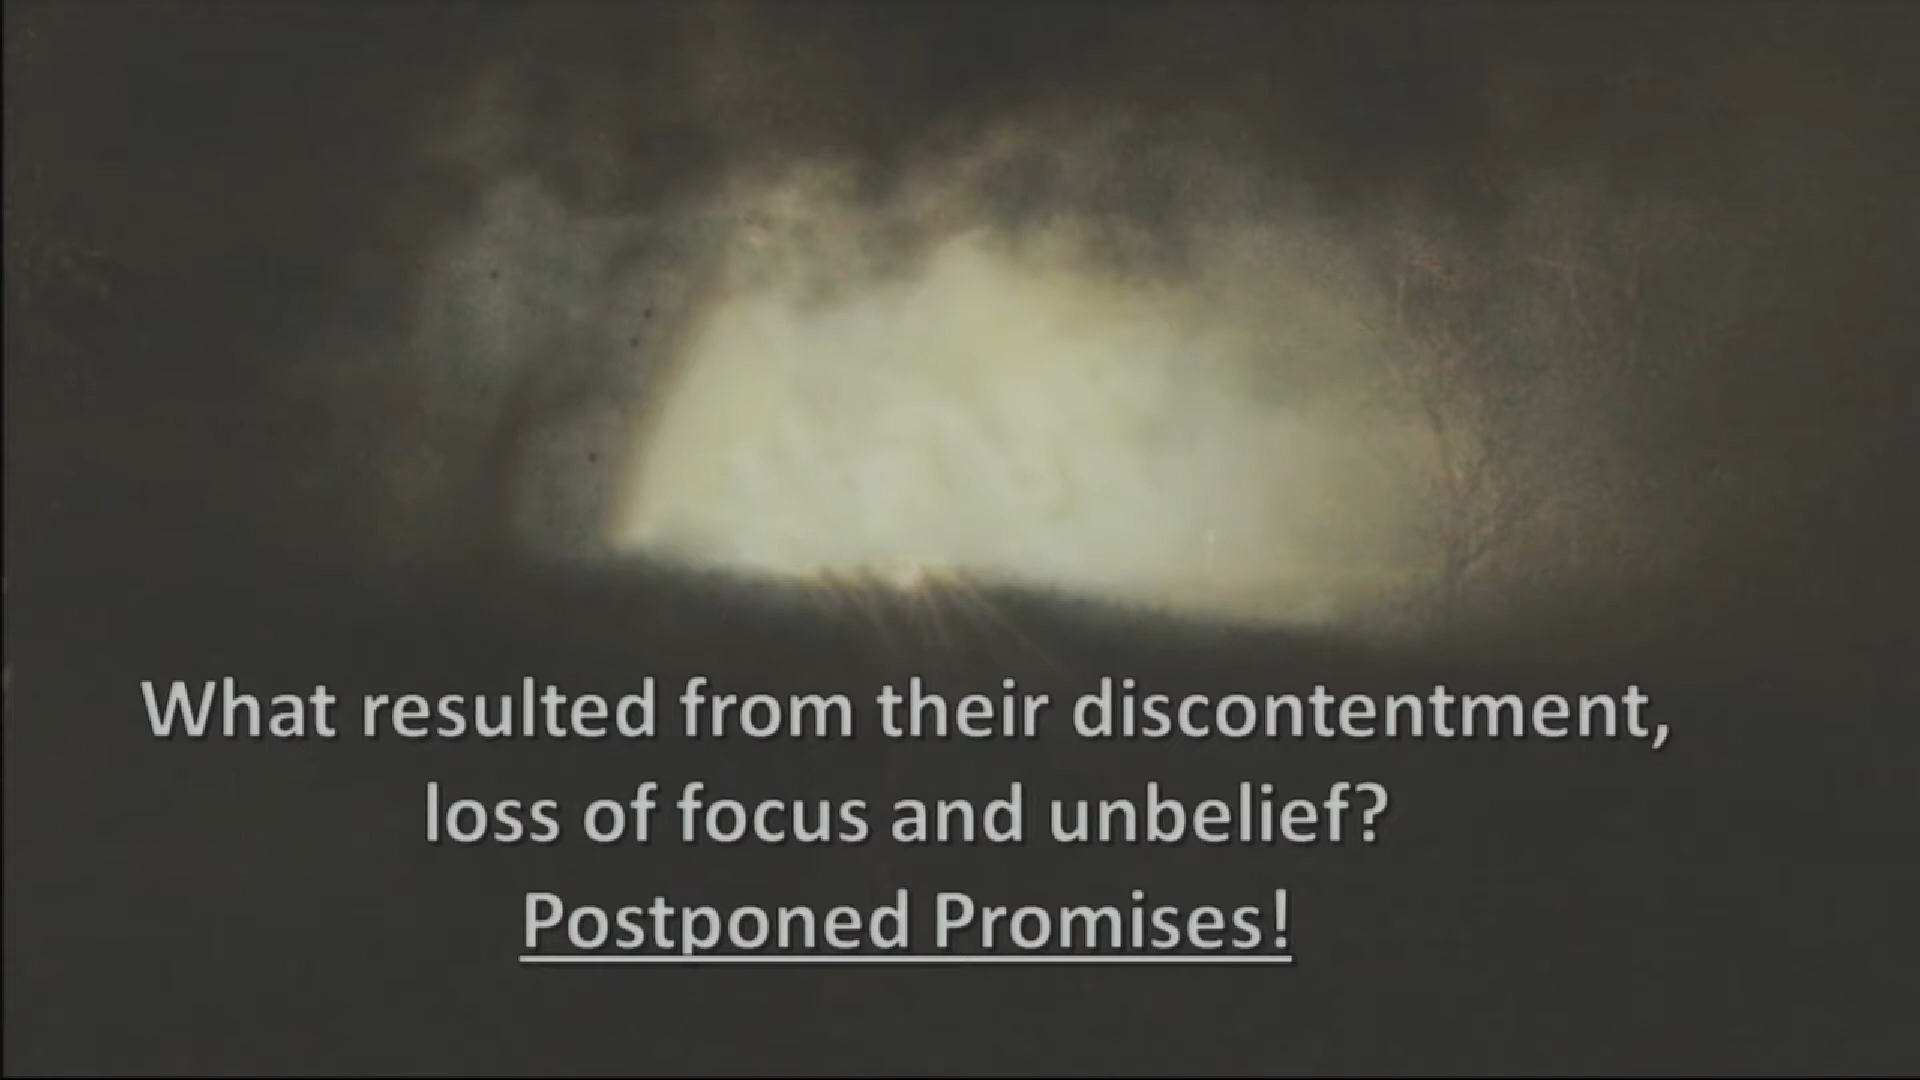 What resulted from their discontentment,
loss of focus and unbelief?
Postponed Promises!